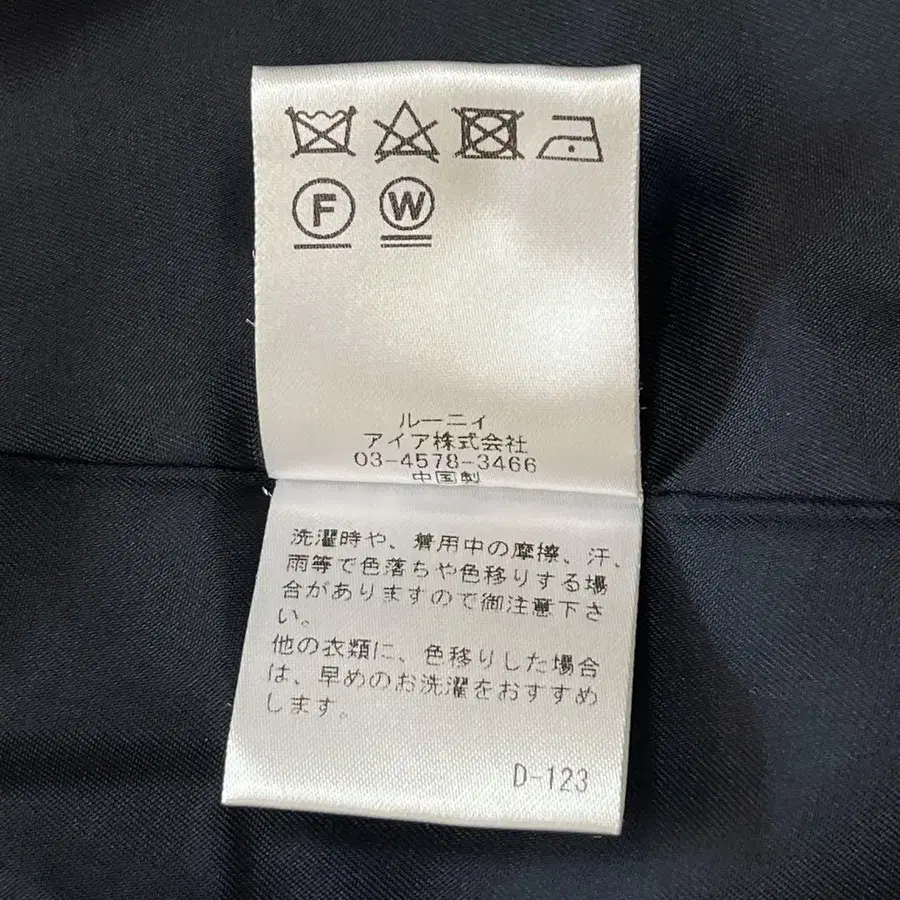 F W
ルーニィ
アイア株式会社
03-4578-3466
中国製
洗濯時や、着用中の摩擦、汗、
雨等で色落ちや色移りする場
合がありますので御注意下さ
い。
他の衣類に、色移りした場合
は、早めのお洗濯をおすすめ
します。
D-123